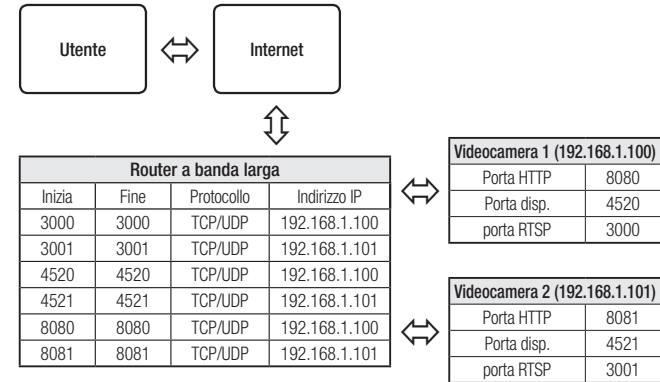 Utente
Internet
Router a banda larga
Inizia Fine Protocollo Indirizzo IP
3000 3000 TCP/UDP 192.168.1.100
3001 3001 TCP/UDP 192.168.1.101
4520 4520 TCP/UDP 192.168.1.100
4521 4521 TCP/UDP 192.168.1.101
8080 8080 TCP/UDP 192.168.1.100
8081 8081 TCP/UDP 192.168.1.101
Videocamera 1 (192.168.1.100)
Porta HTTP 8080
Porta disp. 4520
porta RTSP 3000
Videocamera 2 (192.168.1.101)
Porta HTTP 8081
Porta disp. 4521
porta RTSP 3001